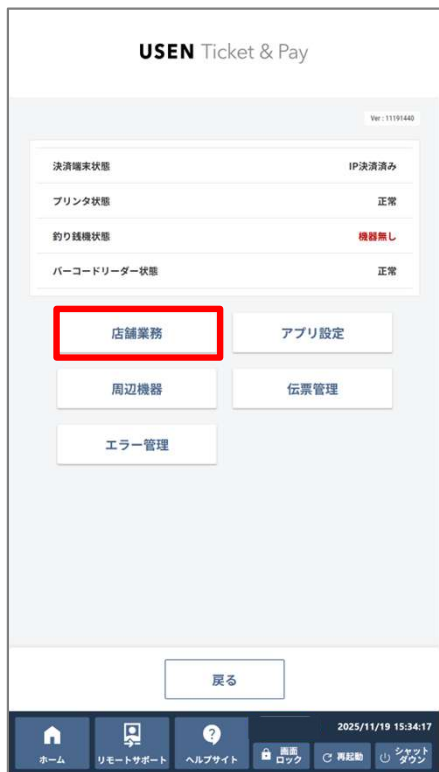 USEN Ticket & Pay
Ver : 11191440
決済端末状態 IP決済済み
プリンタ状態 正常
釣り銭機状態 機器無し
バーコードリーダー状態 正常
店舗業務 アプリ設定
周辺機器 伝票管理
エラー管理
戻る
2025/11/19 15:34:17
ホーム リモートサポート ヘルプサイト 画面ロック 再起動 シャットダウン